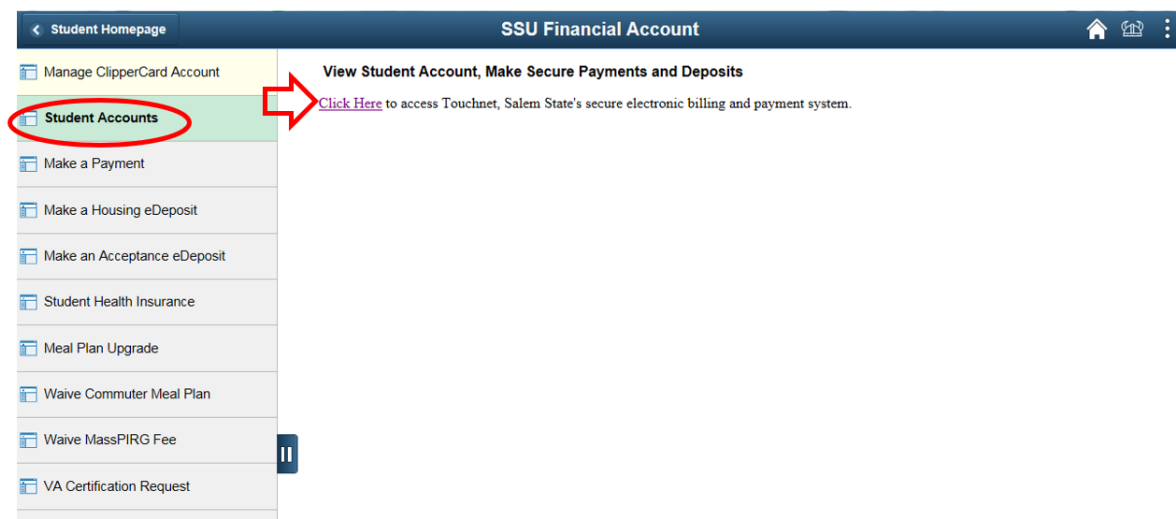 Student Homepage
SSU Financial Account
Manage ClipperCard Account
Student Accounts
Make a Payment
Make a Housing eDeposit
Make an Acceptance eDeposit
Student Health Insurance
Meal Plan Upgrade
Waive Commuter Meal Plan
Waive MassPIRG Fee
VA Certification Request
View Student Account, Make Secure Payments and Deposits
Click Here to access Touchnet, Salem State's secure electronic billing and payment system.